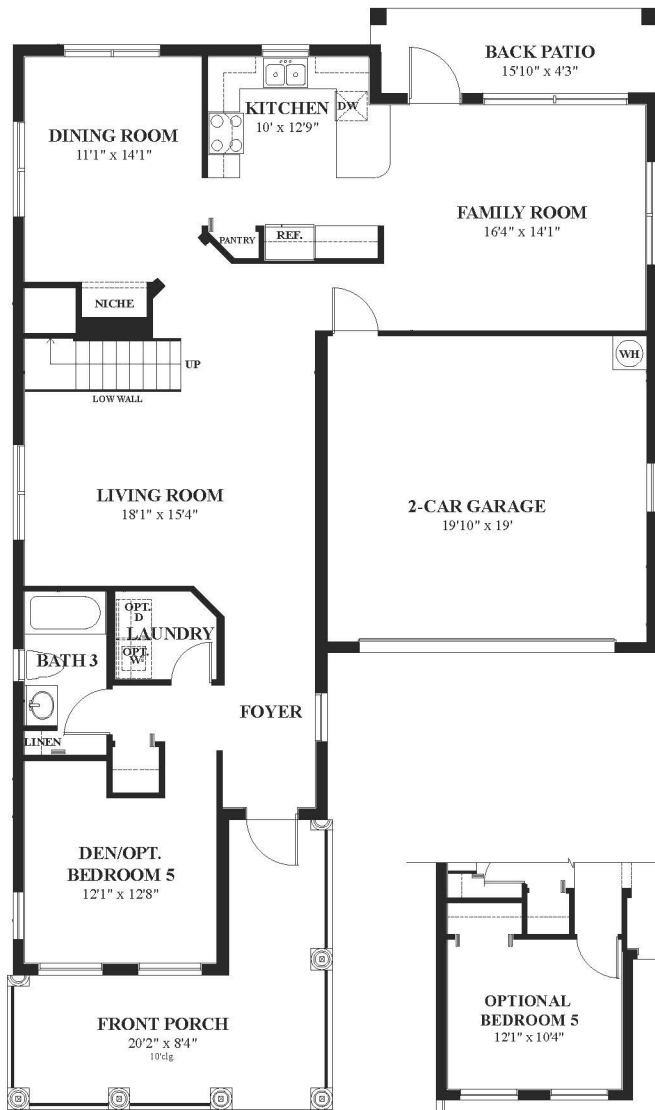 BACK PATIO
15'10" x 4'3"
KITCHEN
10' x 12'9"
DW
DINING ROOM
11'1" x 14'1"
FAMILY ROOM
16'4" x 14'1"
PANTRY
REF.
NICHE
UP
LOW WALL
WH
LIVING ROOM
18'1" x 15'4"
2-CAR GARAGE
19'10" x 19'
OPT.
D
LAUNDRY
OPT.
W
BATH 3
FOYER
LINEN
DEN/OPT.
BEDROOM 5
12'1" x 12'8"
OPTIONAL
BEDROOM 5
12'1" x 10'4"
FRONT PORCH
20'2" x 8'4"
10'clg.